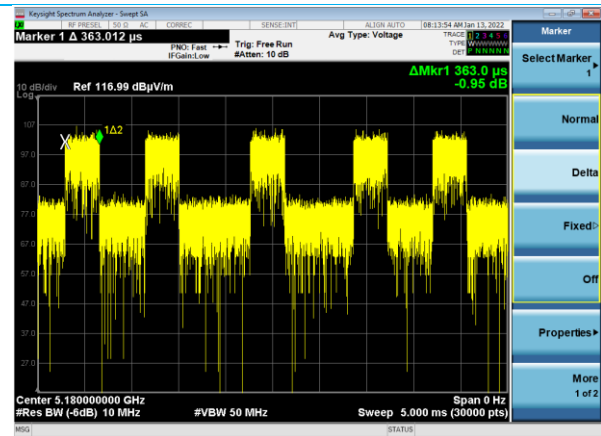 Keysight Spectrum Analyzer - Swept SA
RF PRESEL 50 Ω AC CORREC SENSE:INT ALIGN AUTO 08:13:54 AM Jan 13, 2022
Marker 1 Δ 363.012 µs
PNO: Fast Trig: Free Run
IFGain:Low #Atten: 10 dB
Avg Type: Voltage
TRACE 1 2 3 4 5 6
TYPE WWWWWW
DET P NNNNN
ΔMkr1 363.0 µs
-0.95 dB
10 dB/div Ref 116.99 dBµV/m
Log
107
97.0
87.0
77.0
67.0
57.0
47.0
37.0
27.0
1Δ2
X
Center 5.180000000 GHz Span 0 Hz
#Res BW (-6dB) 10 MHz #VBW 50 MHz Sweep 5.000 ms (30000 pts)
MSG STATUS
Marker
Select Marker
1
Normal
Delta
Fixed
Off
Properties
More
1 of 2